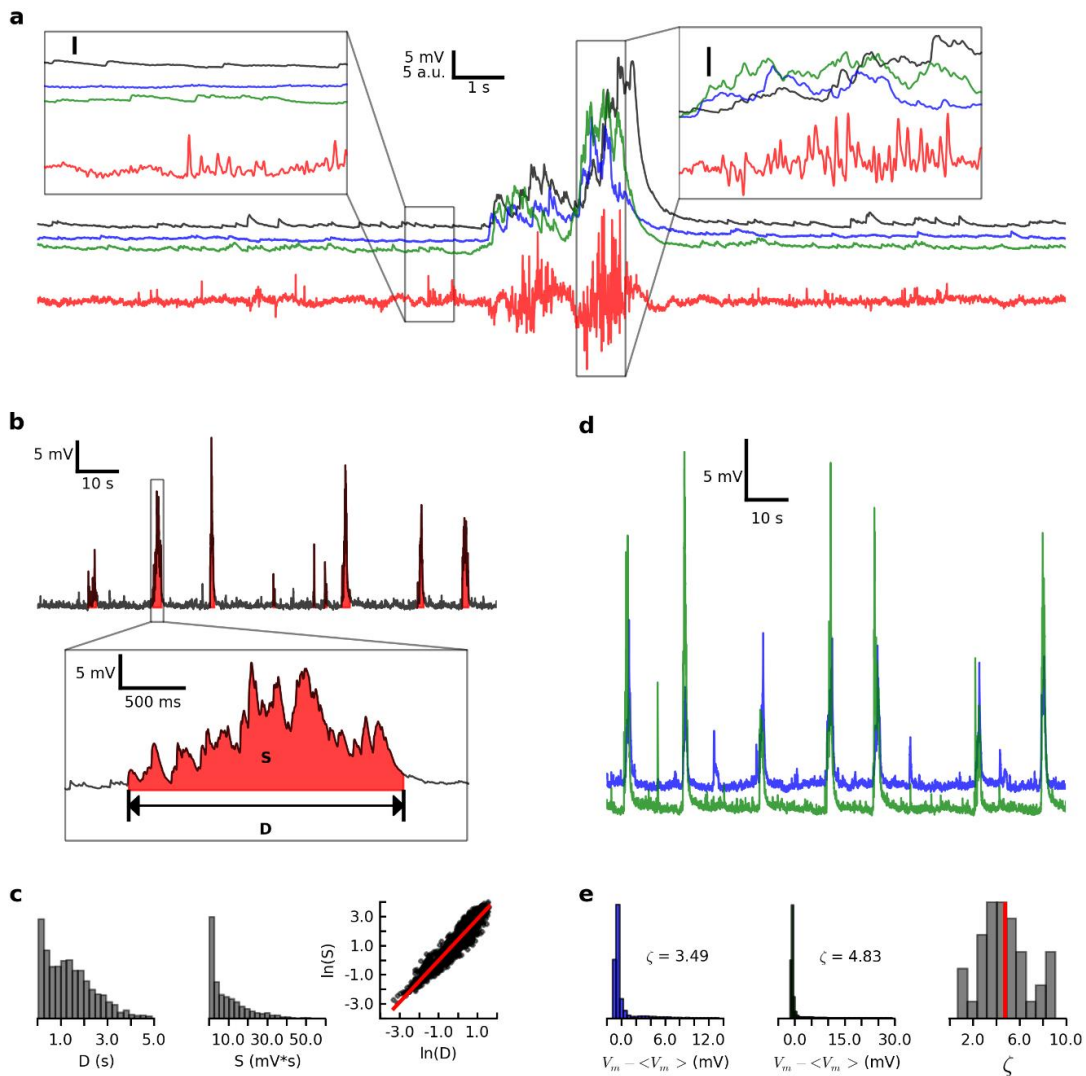 a
5 mV
5 a.u.
1 s
b
5 mV
10 s
5 mV
500 ms
S
D
d
5 mV
10 s
c
1.0 3.0 5.0
D (s)
10.0 30.0 50.0
S (mV*s)
ln(S)
3.0
1.0
-1.0
-3.0
-3.0 -1.0 1.0
ln(D)
e
ζ = 3.49
0.0 6.0 12.0
V_m − <V_m> (mV)
ζ = 4.83
0.0 15.0 30.0
V_m − <V_m> (mV)
2.0 6.0 10.0
ζ